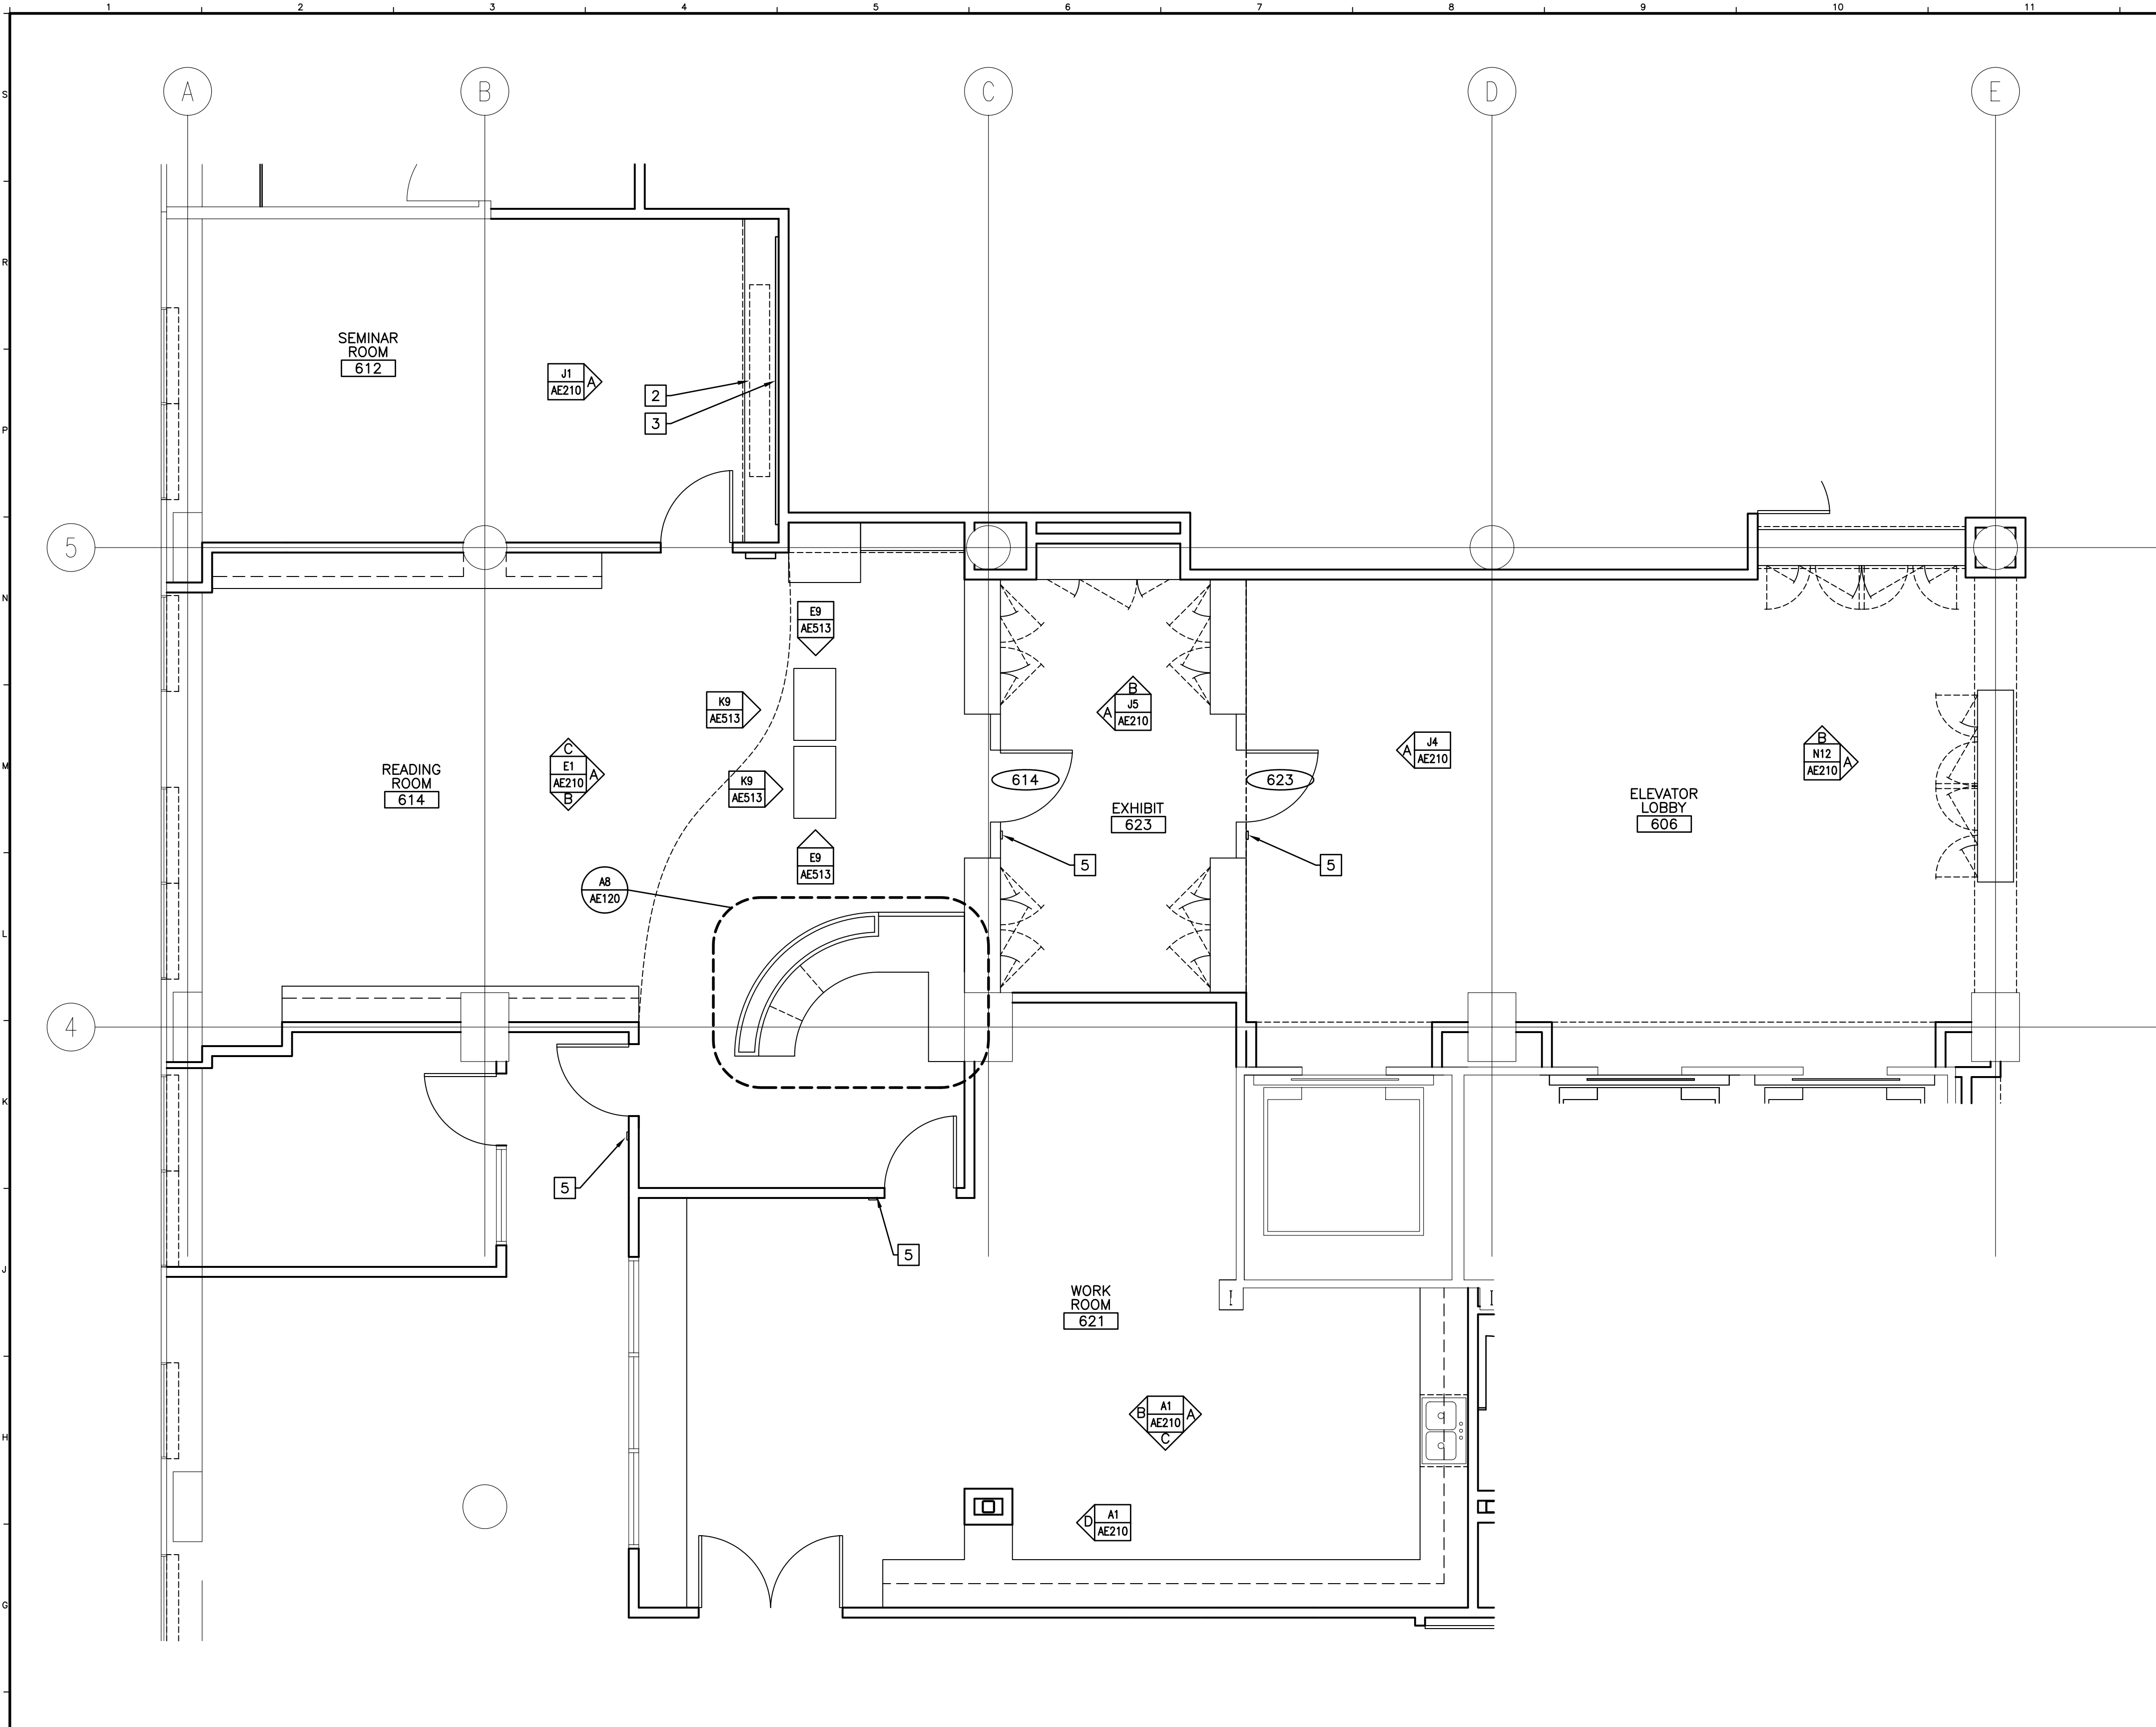 1 2 3 4 5 6 7 8 9 10 11
A B C D E
S
R
P
N
M
L
K
J
H
G
5
4
SEMINAR
ROOM
612
J1
AE210
A
2
3
E9
AE513
K9
AE513
K9
AE513
E9
AE513
READING
ROOM
614
C
E1
AE210
A
B
A8
AE120
614
5
B
J5
AE210
A
EXHIBIT
623
623
5
A
J4
AE210
ELEVATOR
LOBBY
606
B
N12
AE210
A
5
5
WORK
ROOM
621
B
A1
AE210
A
C
D
A1
AE210